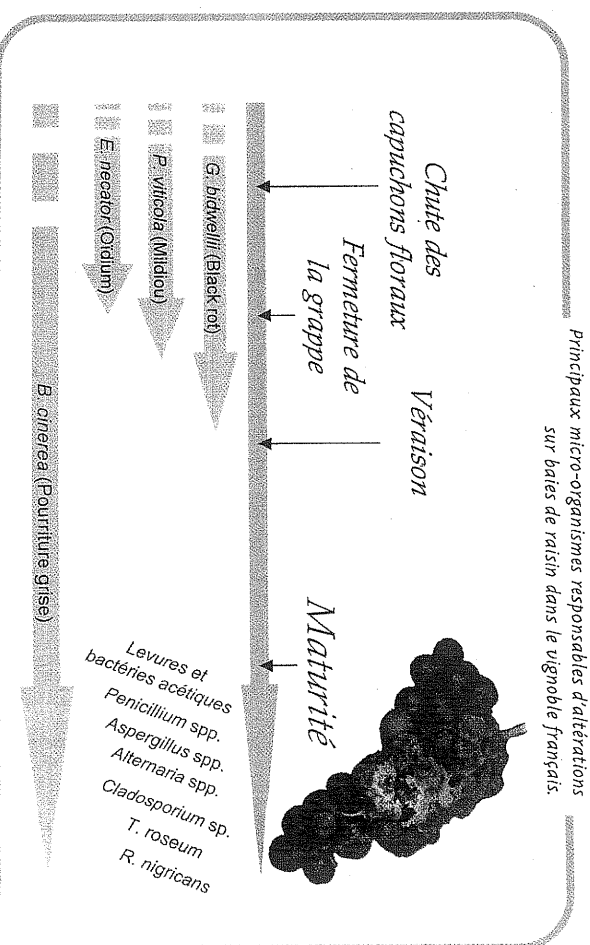 Principaux micro-organismes responsables d'altérations
sur baies de raisin dans le vignoble français.
Chute des
capuchons floraux
Fermeture de
la grappe
Véraison
Maturité
G. bidwellii (Black rot)
P. viticola (Mildiou)
E. necator (Oïdium)
B. cinerea (Pourriture grise)
Levures et
bactéries acétiques
Penicillium spp.
Aspergillus spp.
Alternaria spp.
Cladosporium sp.
T. roseum
R. nigricans